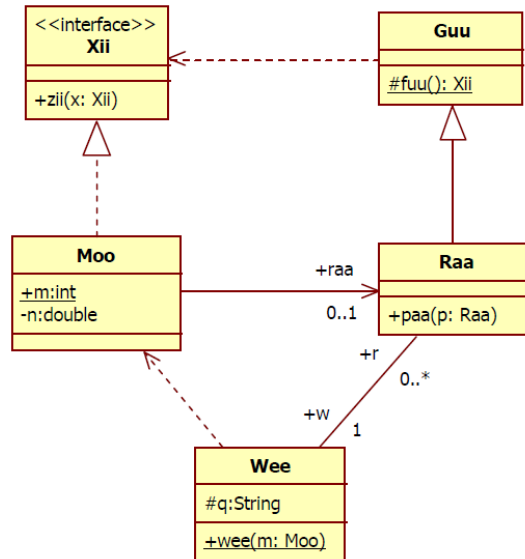 <<interface>>
Xii
+zii(x: Xii)
Guu
#fuu(): Xii
Moo
+m:int
-n:double
+raa
0..1
Raa
+paa(p: Raa)
+r
0..*
+w
1
Wee
#q:String
+wee(m: Moo)